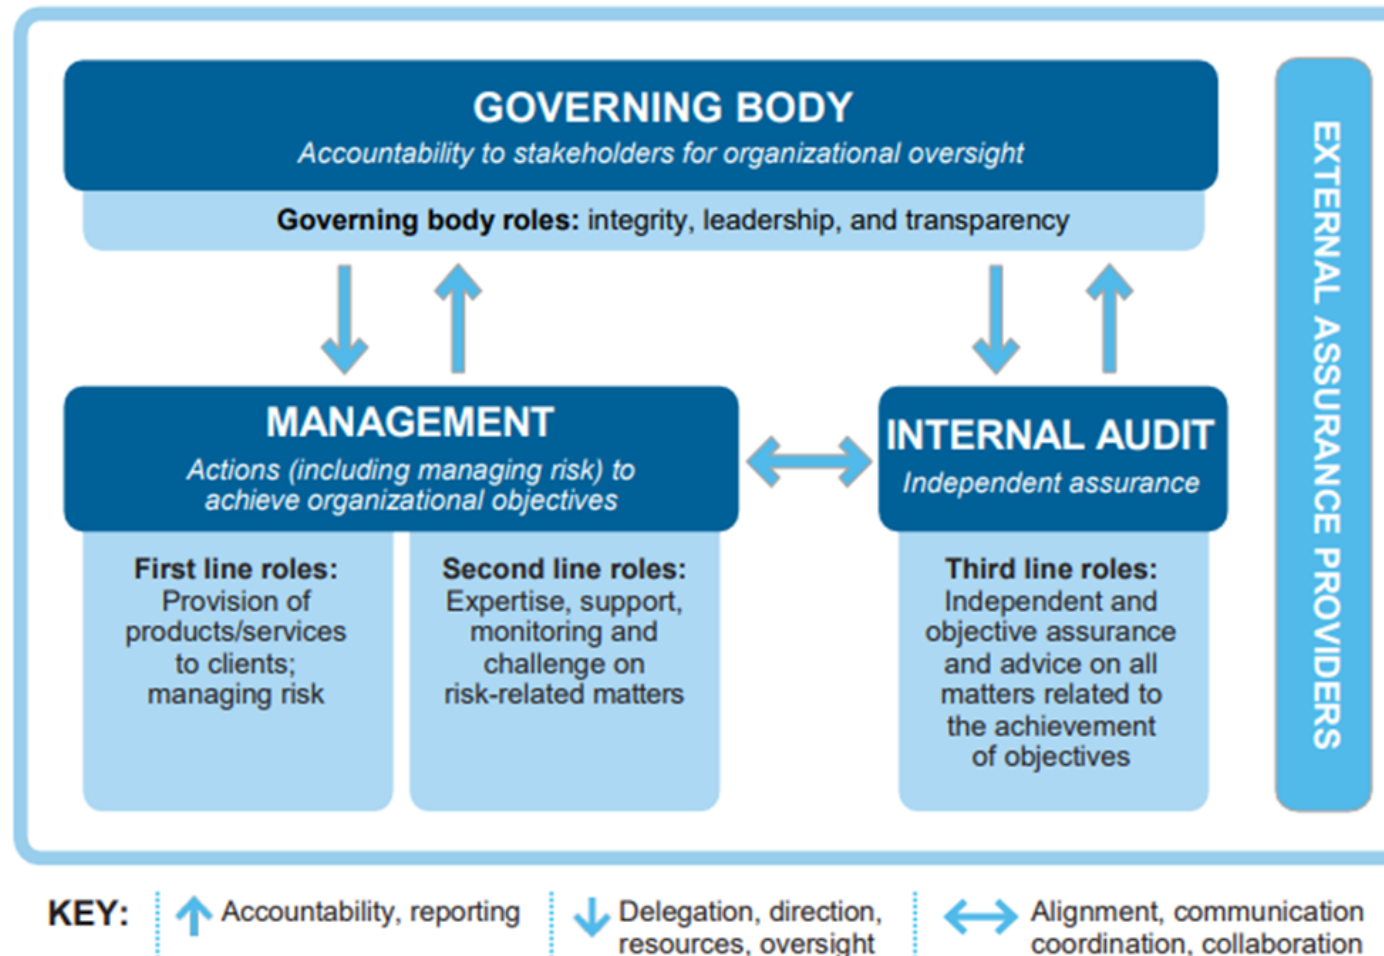 GOVERNING BODY
Accountability to stakeholders for organizational oversight
Governing body roles: integrity, leadership, and transparency
MANAGEMENT
Actions (including managing risk) to
achieve organizational objectives
INTERNAL AUDIT
Independent assurance
First line roles:
Provision of
products/services
to clients;
managing risk
Second line roles:
Expertise, support,
monitoring and
challenge on
risk-related matters
Third line roles:
Independent and
objective assurance
and advice on all
matters related to
the achievement
of objectives
EXTERNAL ASSURANCE PROVIDERS
KEY:
Accountability, reporting
Delegation, direction,
resources, oversight
Alignment, communication
coordination, collaboration